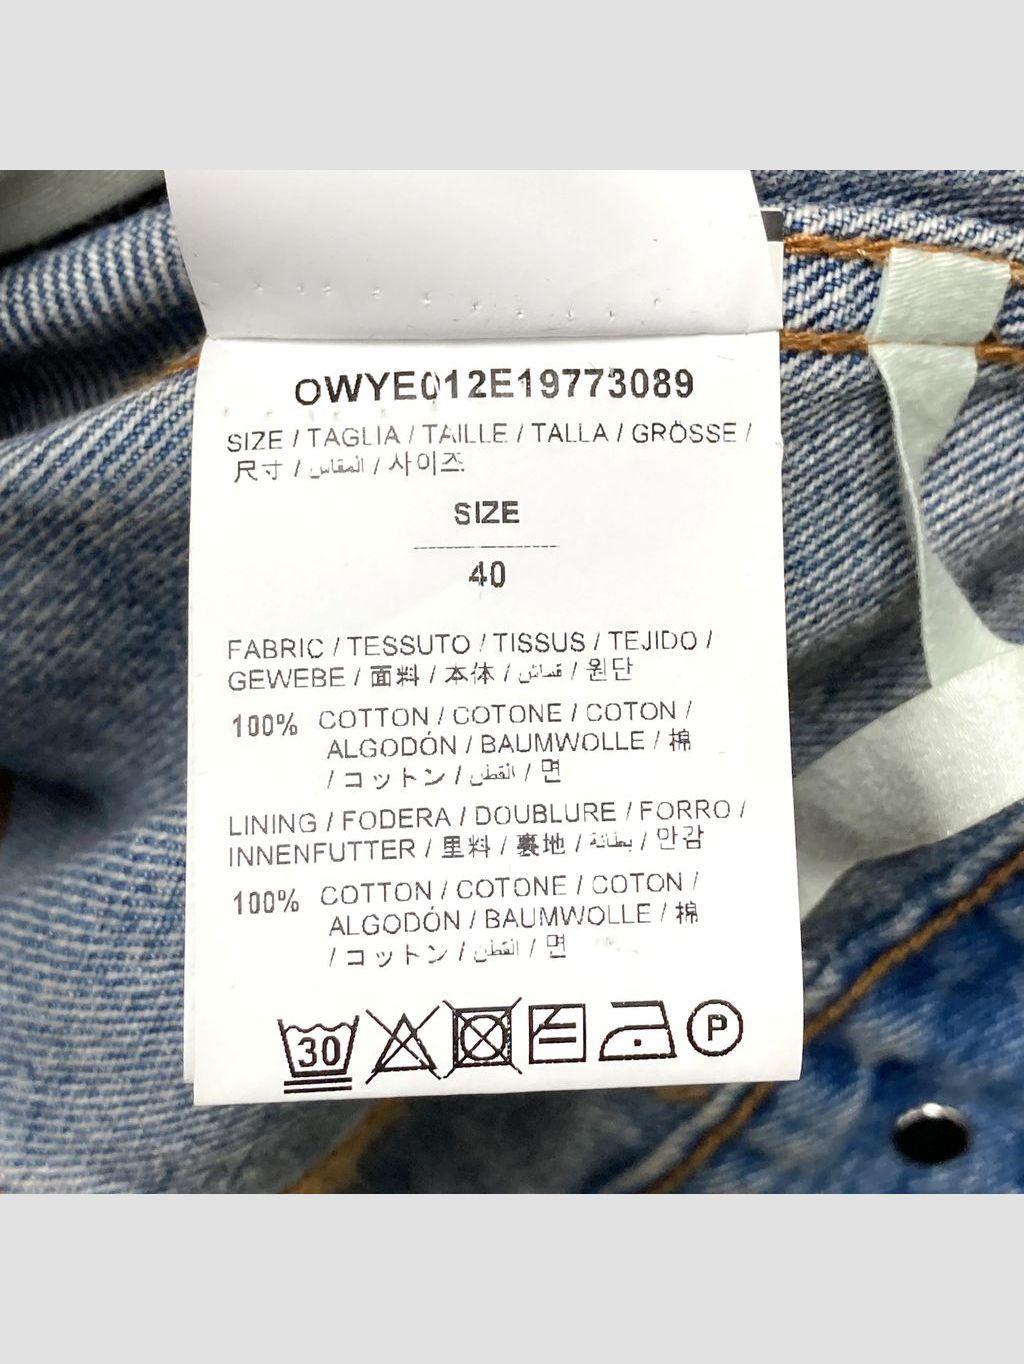 OWYE012E19773089
SIZE / TAGLIA / TAILLE / TALLA / GRÖSSE /
尺寸 / المقاس / 사이즈
SIZE
40
FABRIC / TESSUTO / TISSUS / TEJIDO /
GEWEBE / 面料 / 本体 / قماش / 원단
100% COTTON / COTONE / COTON /
ALGODÓN / BAUMWOLLE / 棉
/ コットン / القطن / 면
LINING / FODERA / DOUBLURE / FORRO /
INNENFUTTER / 里料 / 裏地 / بطانة / 안감
100% COTTON / COTONE / COTON /
ALGODÓN / BAUMWOLLE / 棉
/ コットン / القطن / 면
30 P